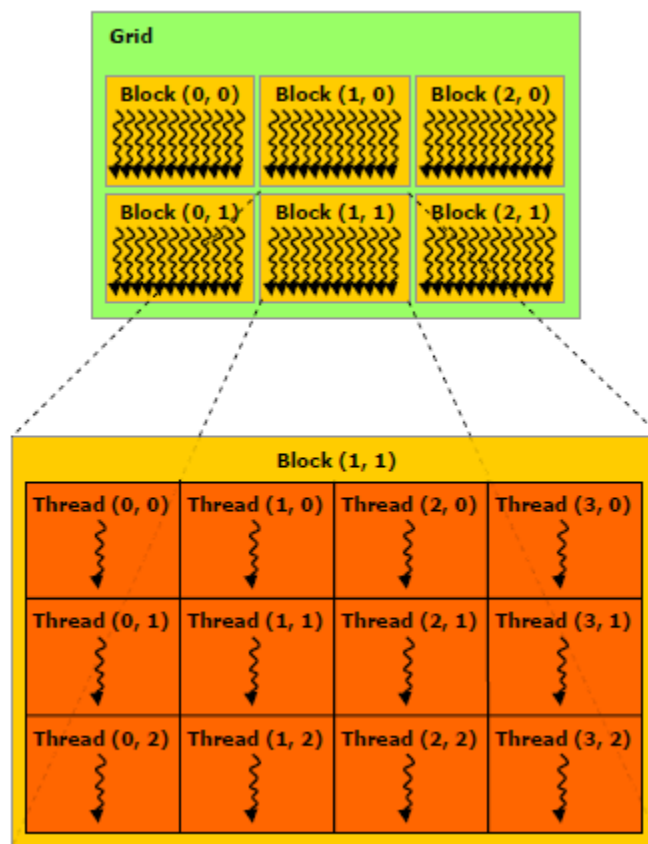 Grid
Block (0, 0) Block (1, 0) Block (2, 0)
Block (0, 1) Block (1, 1) Block (2, 1)
Block (1, 1)
Thread (0, 0) Thread (1, 0) Thread (2, 0) Thread (3, 0)
Thread (0, 1) Thread (1, 1) Thread (2, 1) Thread (3, 1)
Thread (0, 2) Thread (1, 2) Thread (2, 2) Thread (3, 2)